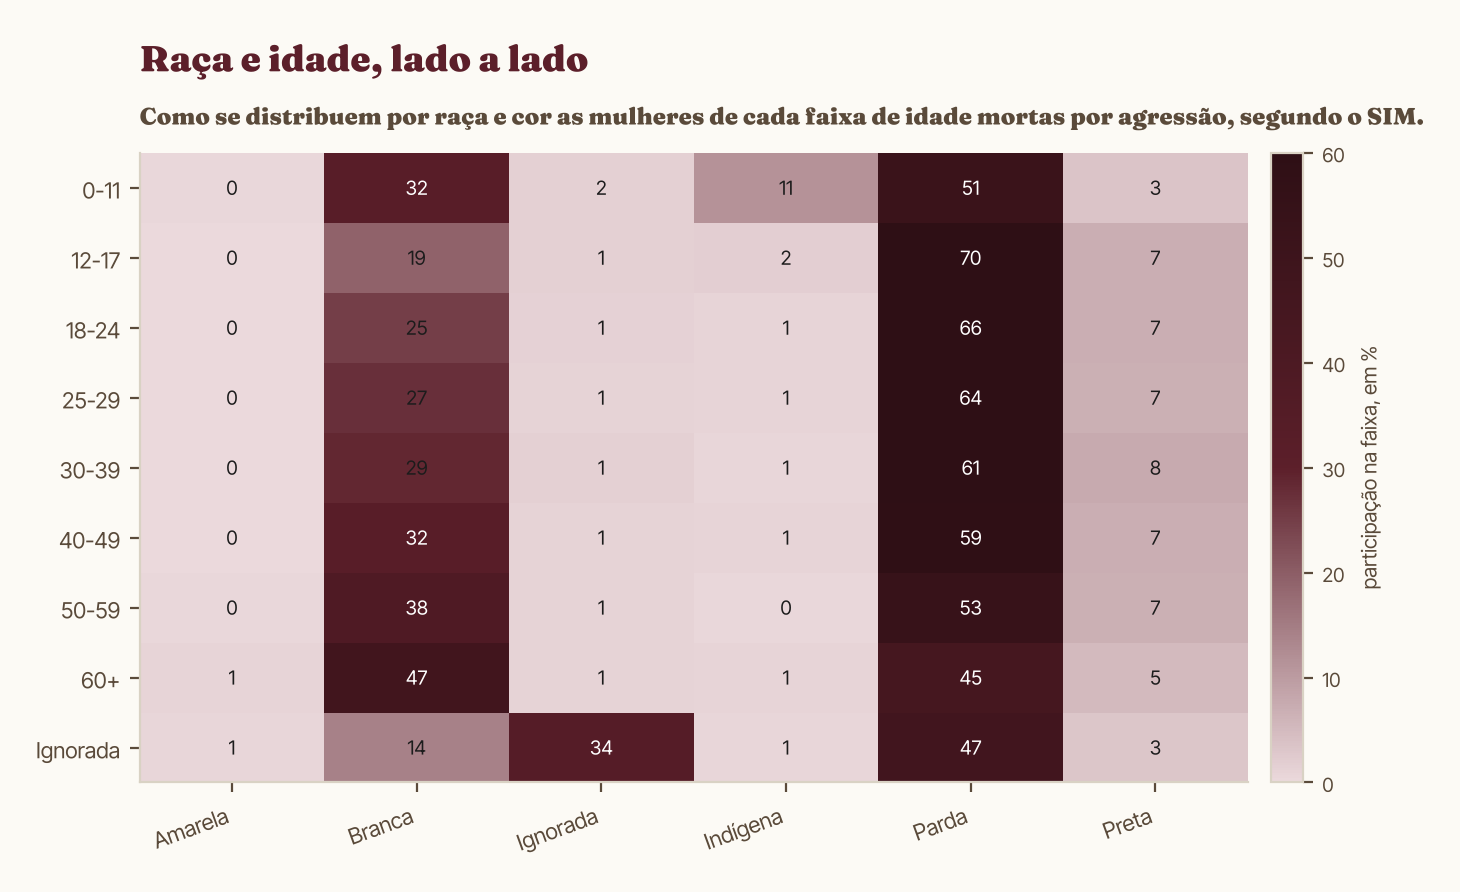 Raça e idade, lado a lado
Como se distribuem por raça e cor as mulheres de cada faixa de idade mortas por agressão, segundo o SIM.
0-11 0 32 2 11 51 3
12-17 0 19 1 2 70 7
18-24 0 25 1 1 66 7
25-29 0 27 1 1 64 7
30-39 0 29 1 1 61 8
40-49 0 32 1 1 59 7
50-59 0 38 1 0 53 7
60+ 1 47 1 1 45 5
Ignorada 1 14 34 1 47 3
Amarela Branca Ignorada Indígena Parda Preta
60
50
40
30
20
10
0
participação na faixa, em %